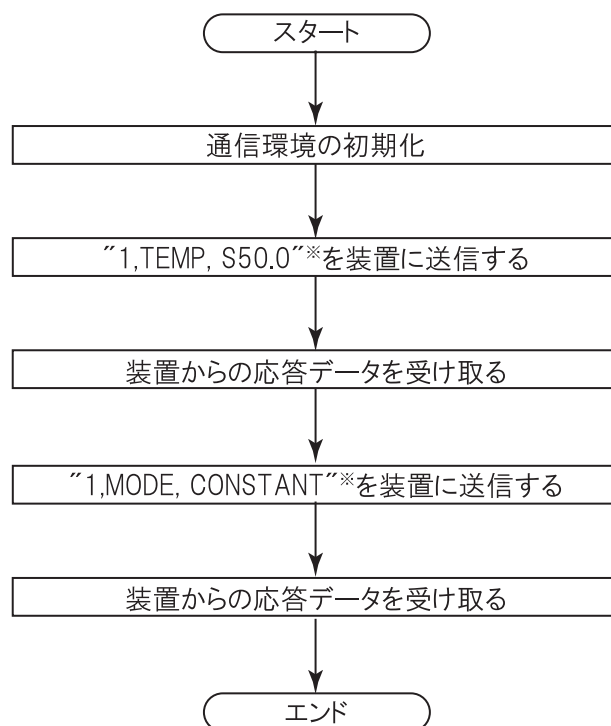 スタート
通信環境の初期化
"1,TEMP, S50.0"※を装置に送信する
装置からの応答データを受け取る
"1,MODE, CONSTANT"※を装置に送信する
装置からの応答データを受け取る
エンド